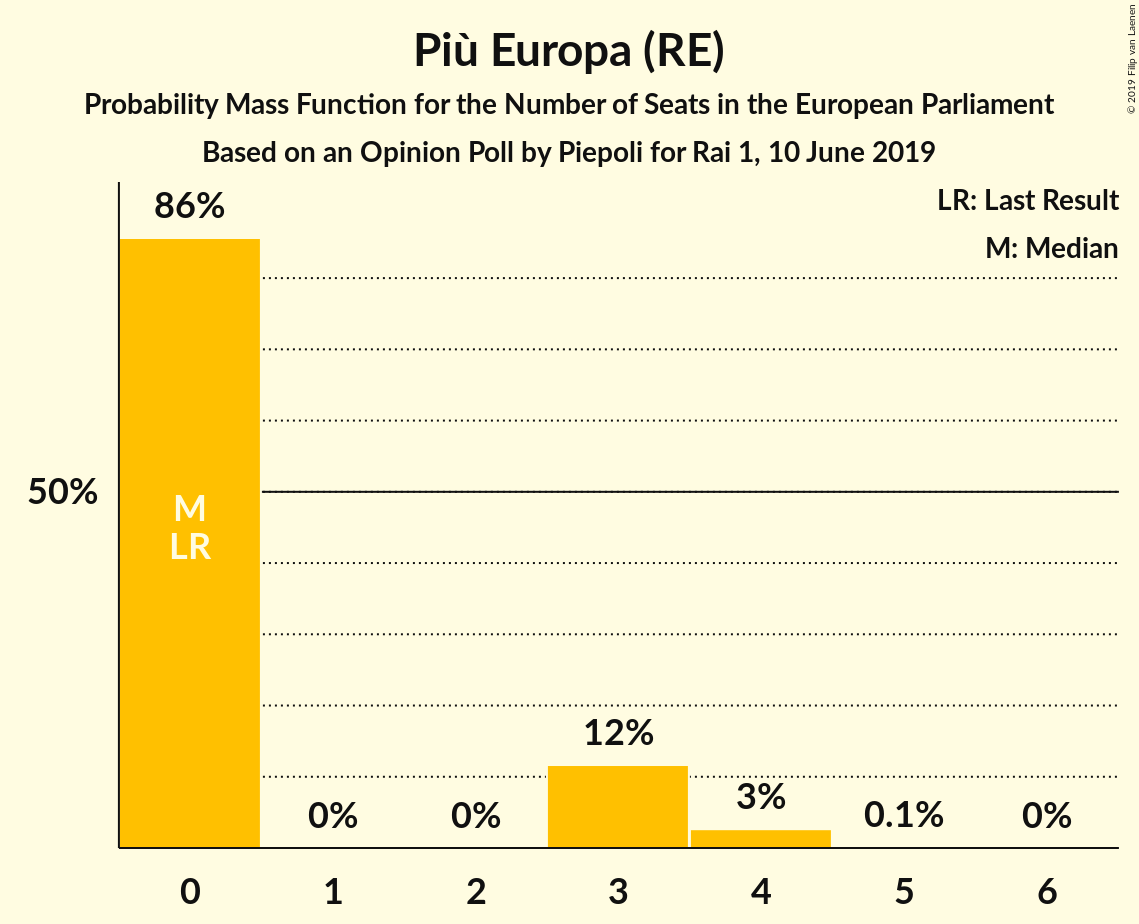 Più Europa (RE)
Probability Mass Function for the Number of Seats in the European Parliament
Based on an Opinion Poll by Piepoli for Rai 1, 10 June 2019
© 2019 Filip van Laenen
LR: Last Result
M: Median
86%
50%
M
LR
12%
3%
0%
0%
0.1%
0%
0
1
2
3
4
5
6